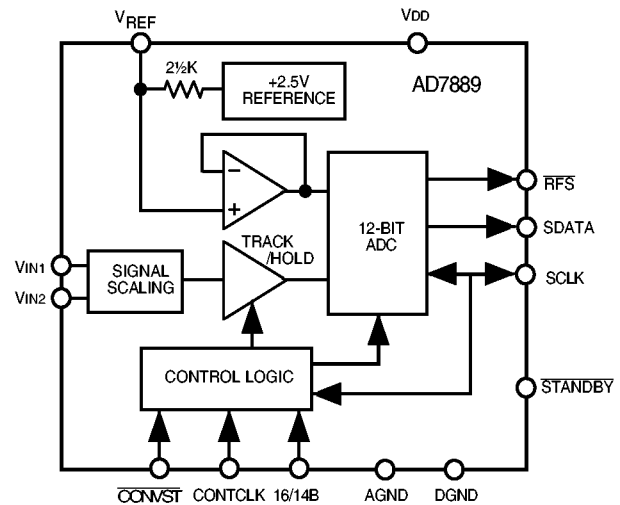 VREF
VDD
2½K
+2.5V
REFERENCE
AD7889
−
+
12-BIT
ADC
RFS
SDATA
SCLK
TRACK
/HOLD
VIN1
VIN2
SIGNAL
SCALING
CONTROL LOGIC
STANDBY
CONVST
CONTCLK
16/14B
AGND
DGND